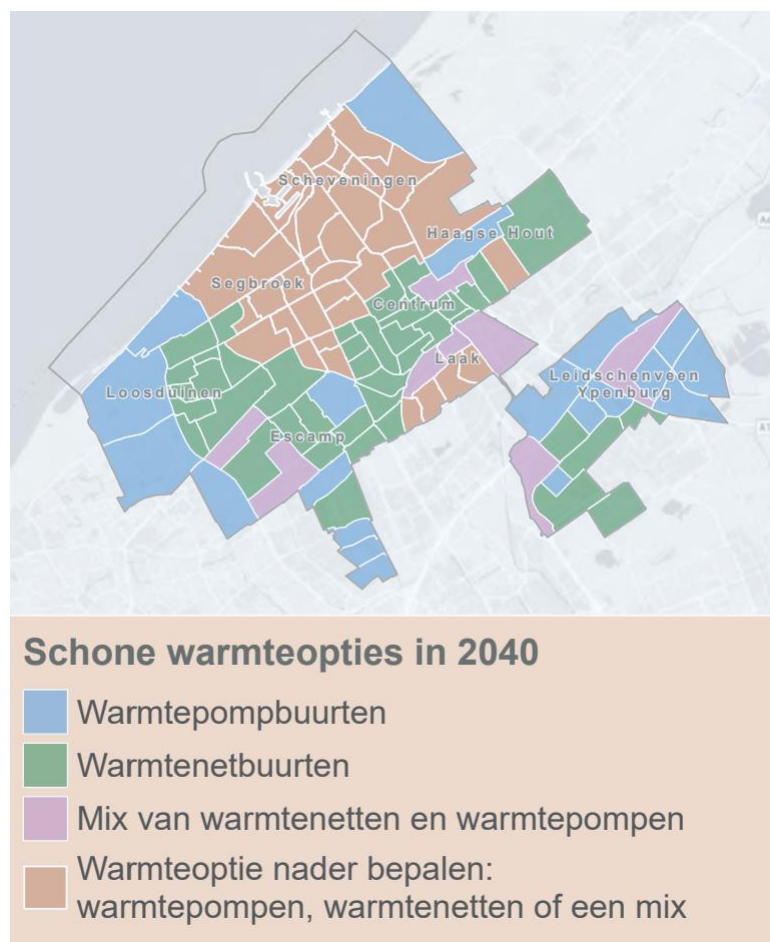 Scheveningen
Haagse Hout
Segbroek
Centrum
Laak
Loosduinen
Leidschenveen
Ypenburg
Escamp
Schone warmteopties in 2040
Warmtepompbuurten
Warmtenetbuurten
Mix van warmtenetten en warmtepompen
Warmteoptie nader bepalen:
warmtepompen, warmtenetten of een mix